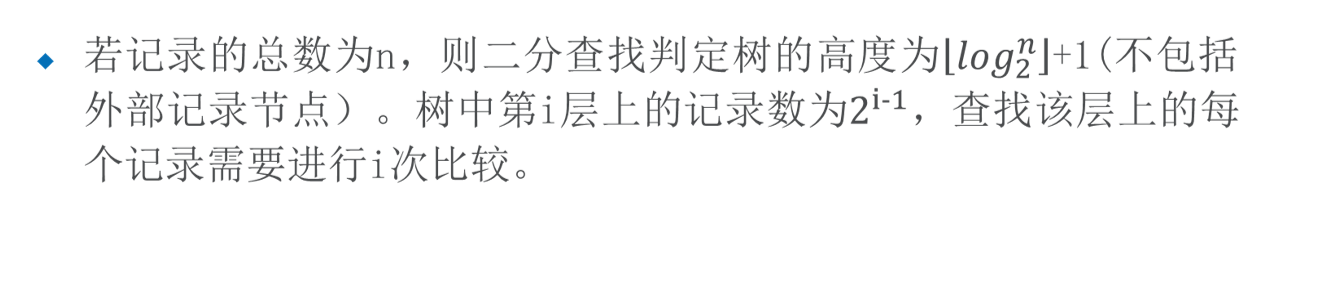 ◆ 若记录的总数为n，则二分查找判定树的高度为⌊log₂ⁿ⌋+1(不包括
外部记录节点）。树中第i层上的记录数为2ⁱ⁻¹，查找该层上的每
个记录需要进行i次比较。